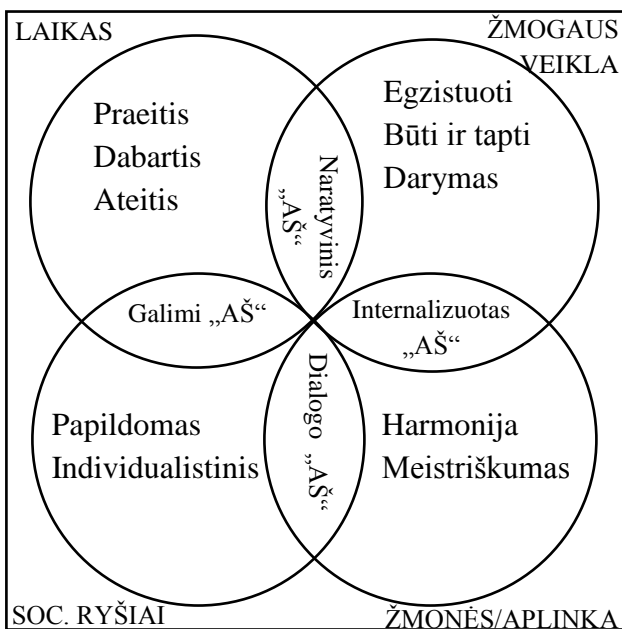 LAIKAS
ŽMOGAUS
VEIKLA
Praeitis
Dabartis
Ateitis
Egzistuoti
Būti ir tapti
Darymas
Naratyvinis
„AŠ“
Galimi „AŠ“
Internalizuotas
„AŠ“
Dialogo „AŠ“
Papildomas
Individualistinis
Harmonija
Meistriškumas
SOC. RYŠIAI
ŽMONĖS/APLINKA